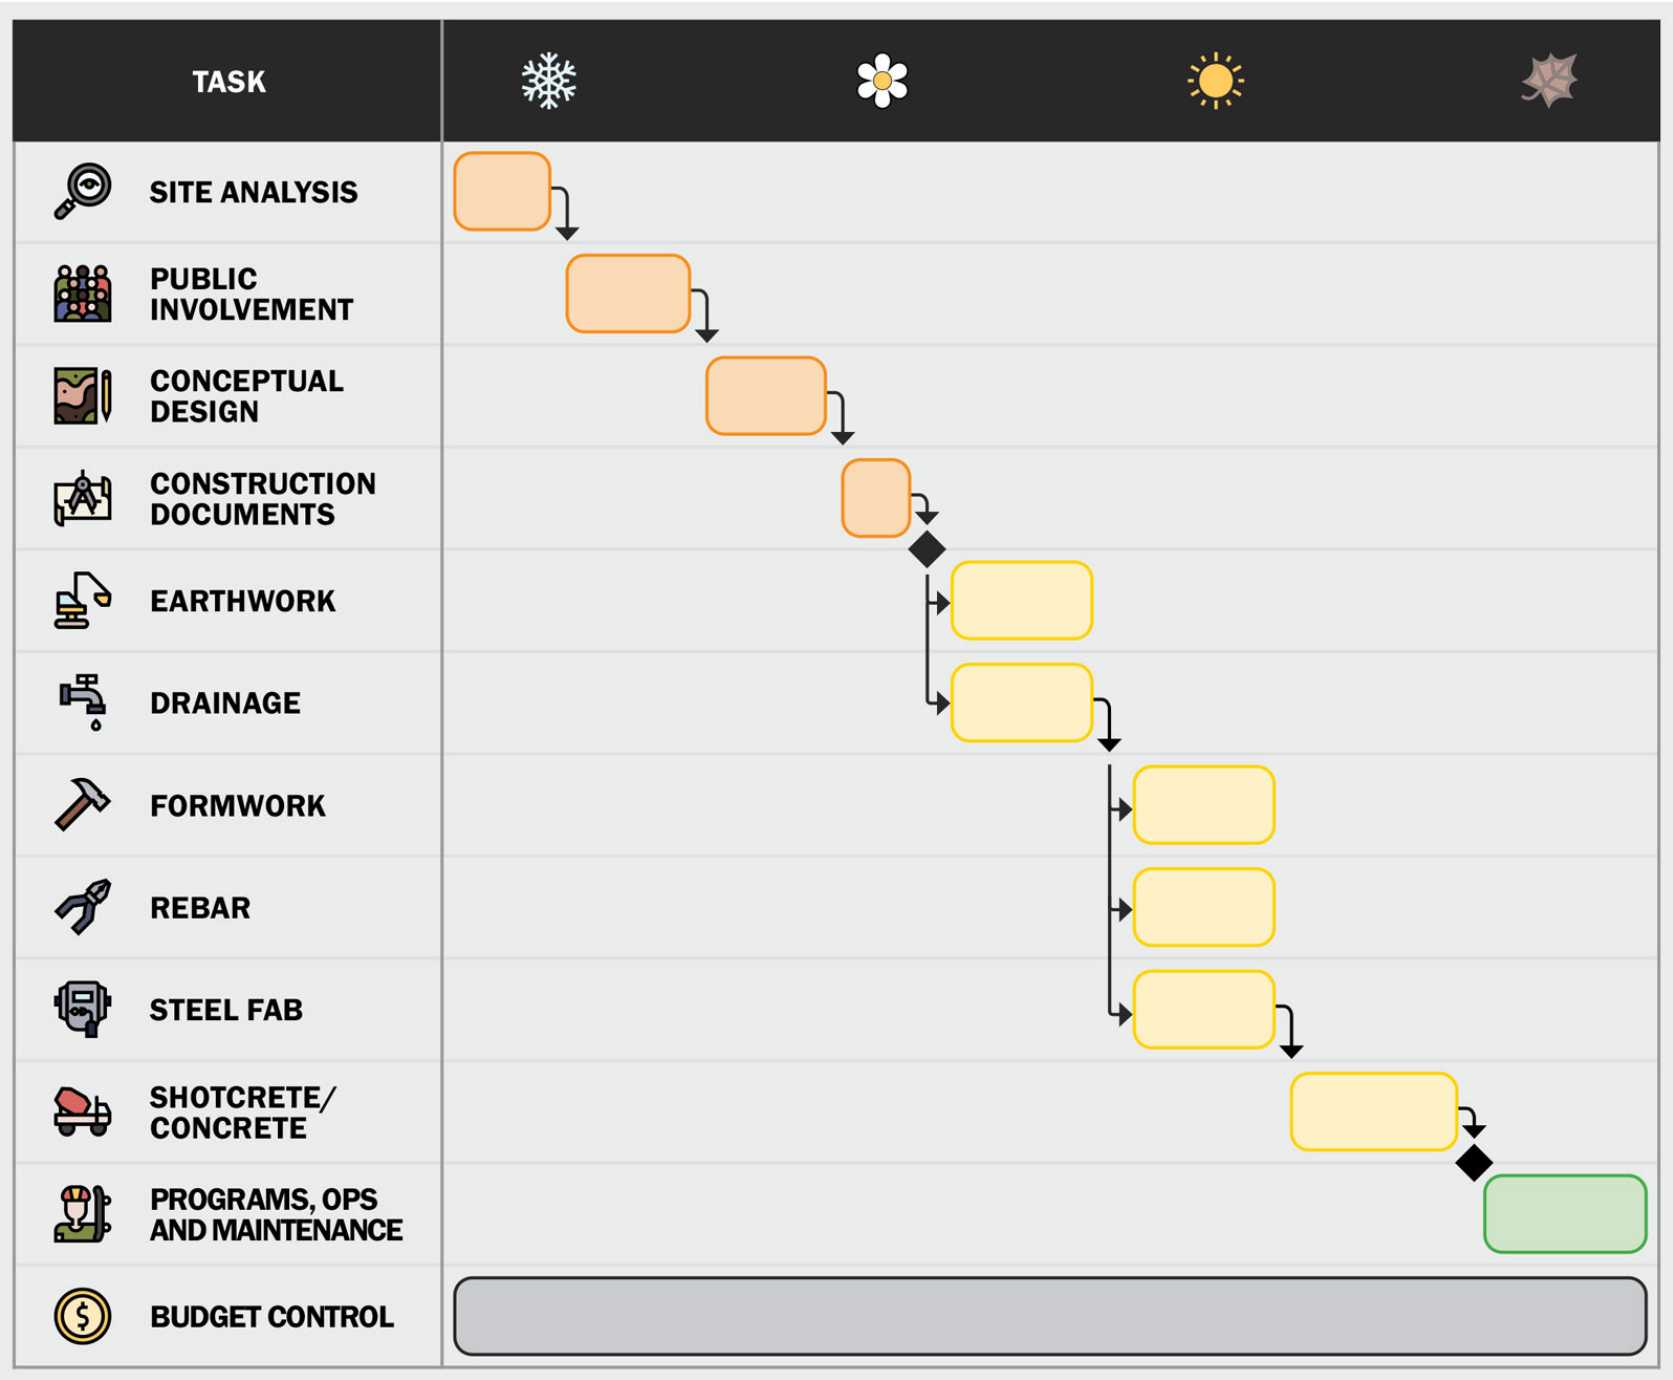 TASK
SITE ANALYSIS
PUBLIC
INVOLVEMENT
CONCEPTUAL
DESIGN
CONSTRUCTION
DOCUMENTS
EARTHWORK
DRAINAGE
FORMWORK
REBAR
STEEL FAB
SHOTCRETE/
CONCRETE
PROGRAMS, OPS
AND MAINTENANCE
$
BUDGET CONTROL